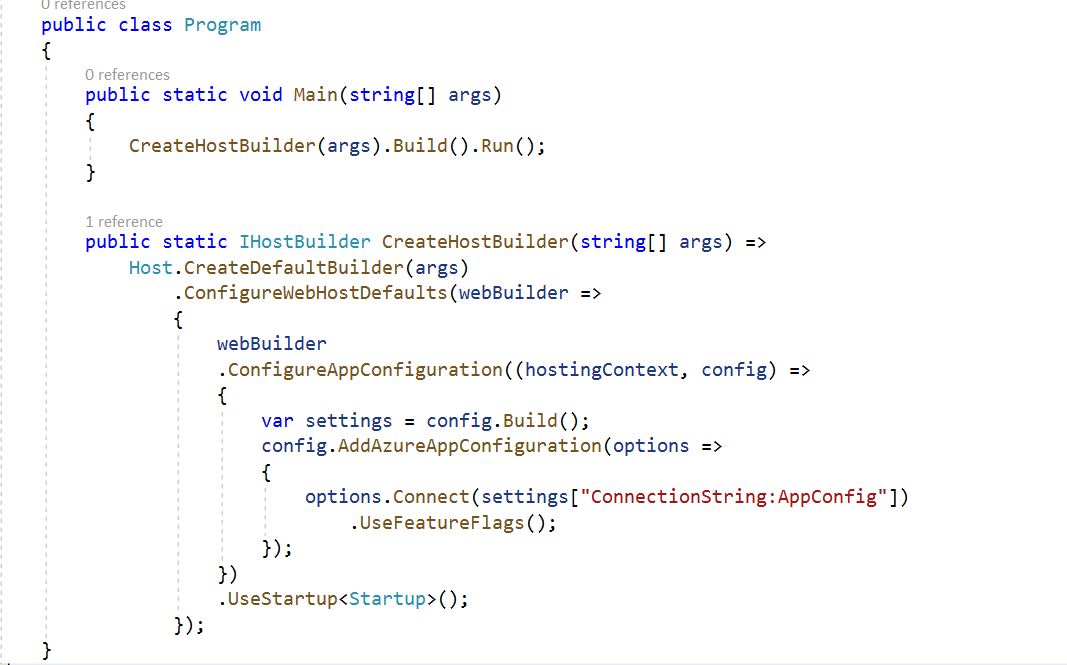 0 references
public class Program
{
0 references
public static void Main(string[] args)
{
CreateHostBuilder(args).Build().Run();
}
1 reference
public static IHostBuilder CreateHostBuilder(string[] args) =>
Host.CreateDefaultBuilder(args)
.ConfigureWebHostDefaults(webBuilder =>
{
webBuilder
.ConfigureAppConfiguration((hostingContext, config) =>
{
var settings = config.Build();
config.AddAzureAppConfiguration(options =>
{
options.Connect(settings["ConnectionString:AppConfig"])
.UseFeatureFlags();
});
})
.UseStartup<Startup>();
});
}